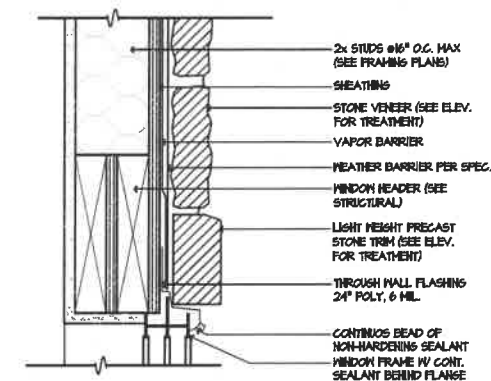 2x STUDS @16" O.C. MAX
(SEE FRAMING PLANS)
SHEATHING
STONE VENEER (SEE ELEV.
FOR TREATMENT)
VAPOR BARRIER
WEATHER BARRIER PER SPEC.
WINDOW HEADER (SEE
STRUCTURAL)
LIGHT WEIGHT PRECAST
STONE TRIM (SEE ELEV.
FOR TREATMENT)
THROUGH WALL FLASHING
24" POLY, 6 MIL.
CONTINUOS BEAD OF
NON-HARDENING SEALANT
WINDOW FRAME W/ CONT.
SEALANT BEHIND FLANGE